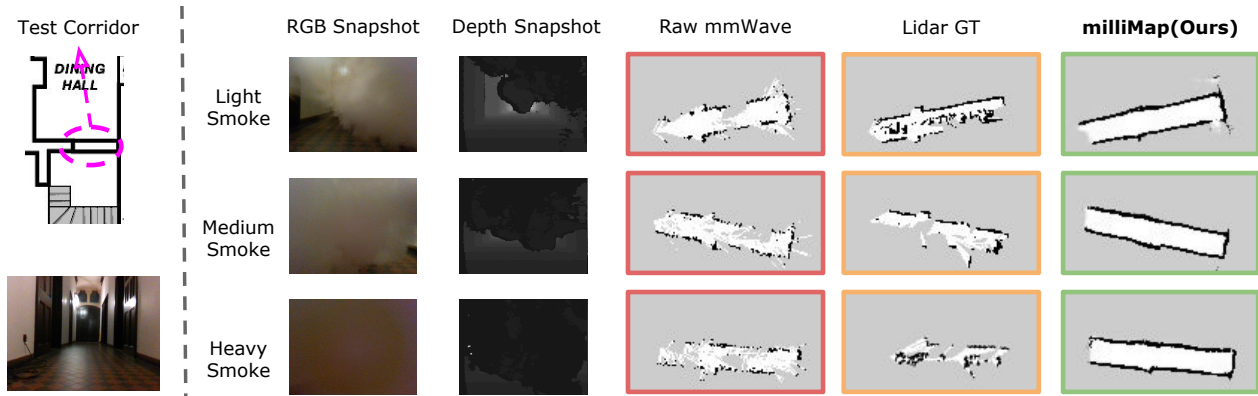 Test Corridor
RGB Snapshot
Depth Snapshot
Raw mmWave
Lidar GT
milliMap(Ours)
DINING
HALL
Light
Smoke
Medium
Smoke
Heavy
Smoke